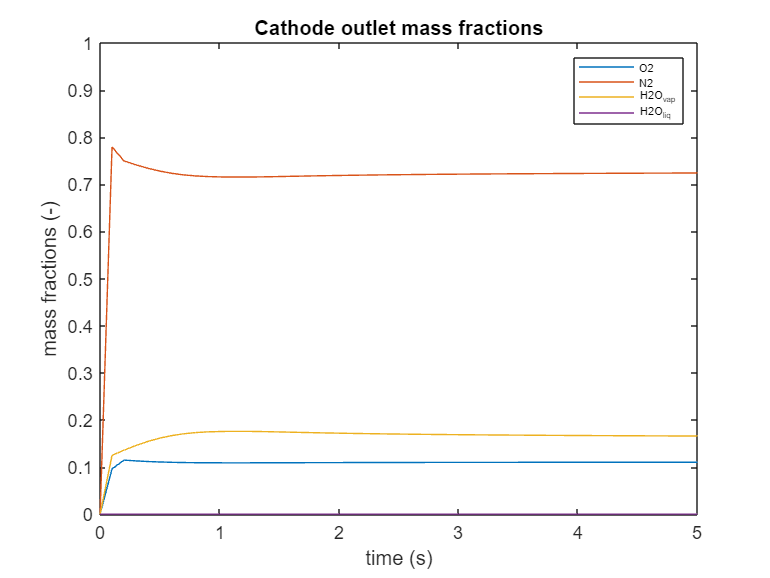 Cathode outlet mass fractions
1
0.9
0.8
0.7
0.6
0.5
0.4
0.3
0.2
0.1
0
mass fractions (-)
O2
N2
H2Ovap
H2Oliq
0 1 2 3 4 5
time (s)